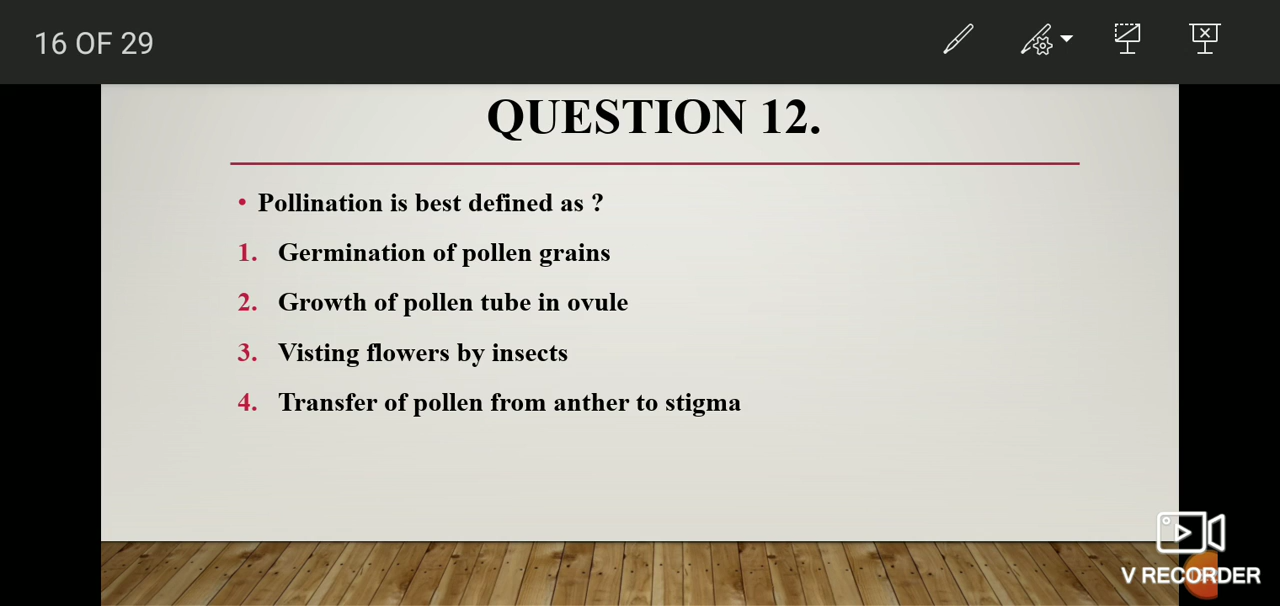 16 OF 29
QUESTION 12.
• Pollination is best defined as ?
1. Germination of pollen grains
2. Growth of pollen tube in ovule
3. Visting flowers by insects
4. Transfer of pollen from anther to stigma
V RECORDER